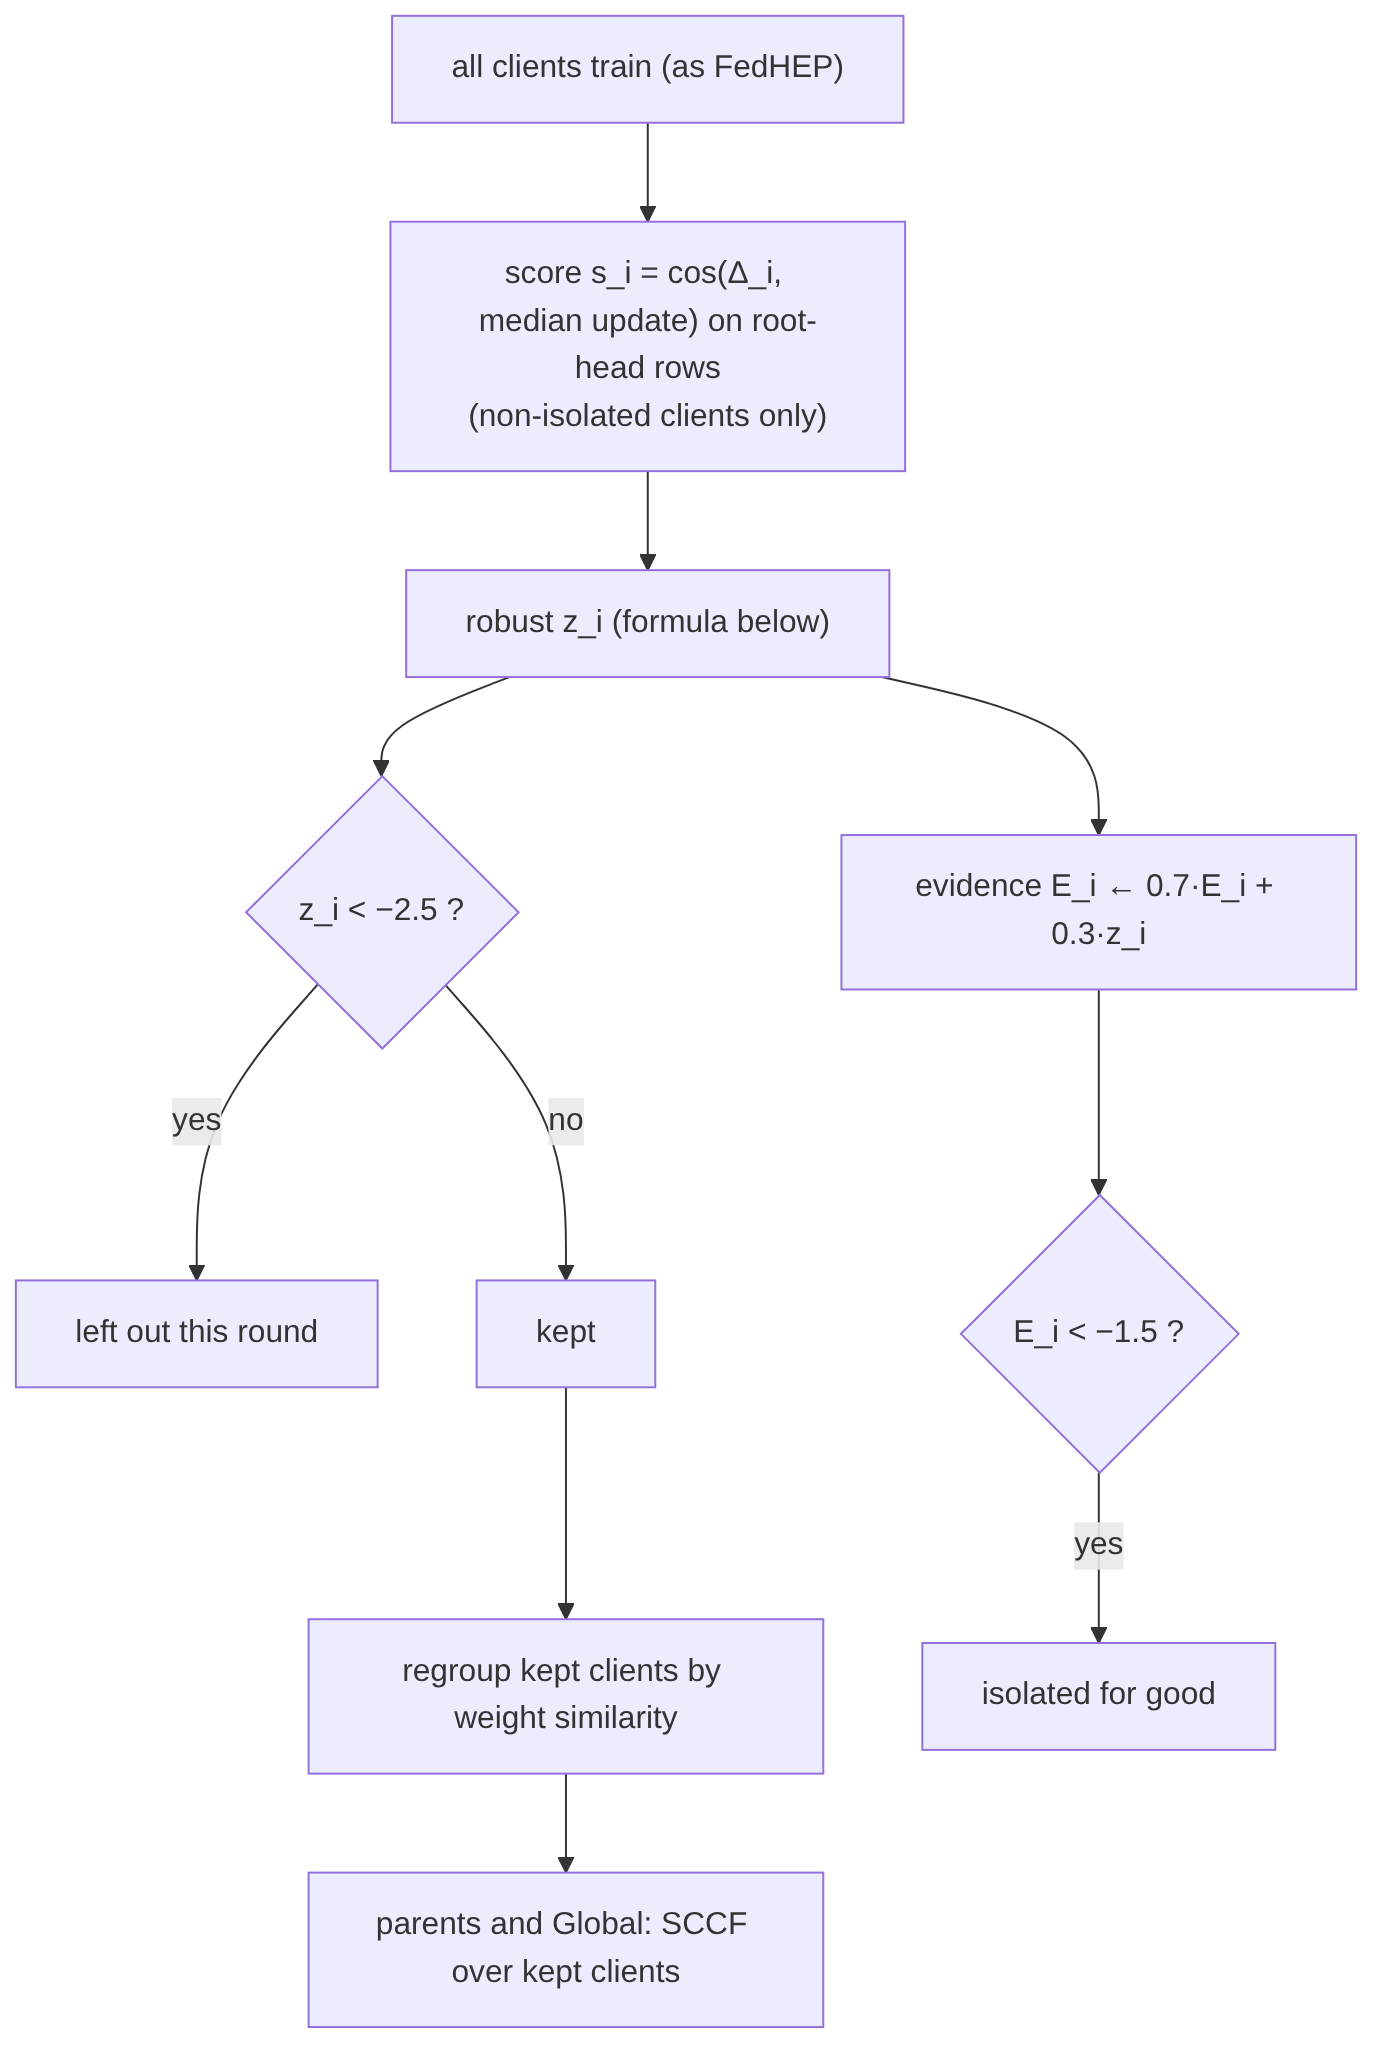 all clients train (as FedHEP)
score s_i = cos(Δ_i,
median update) on root-
head rows
(non-isolated clients only)
robust z_i (formula below)
z_i < −2.5 ?
evidence E_i ← 0.7·E_i +
0.3·z_i
yes
no
left out this round
kept
E_i < −1.5 ?
yes
regroup kept clients by
weight similarity
isolated for good
parents and Global: SCCF
over kept clients